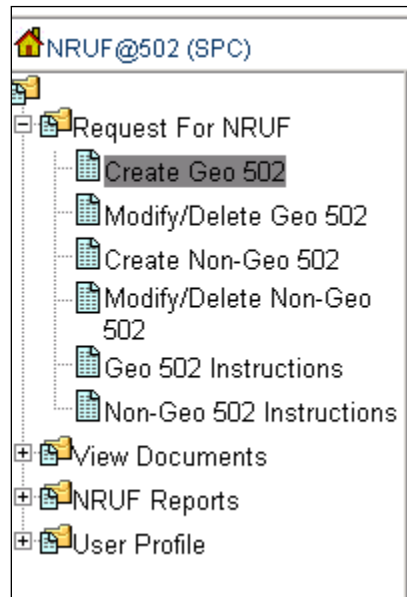 NRUF@502 (SPC)
Request For NRUF
Create Geo 502
Modify/Delete Geo 502
Create Non-Geo 502
Modify/Delete Non-Geo
502
Geo 502 Instructions
Non-Geo 502 Instructions
View Documents
NRUF Reports
User Profile